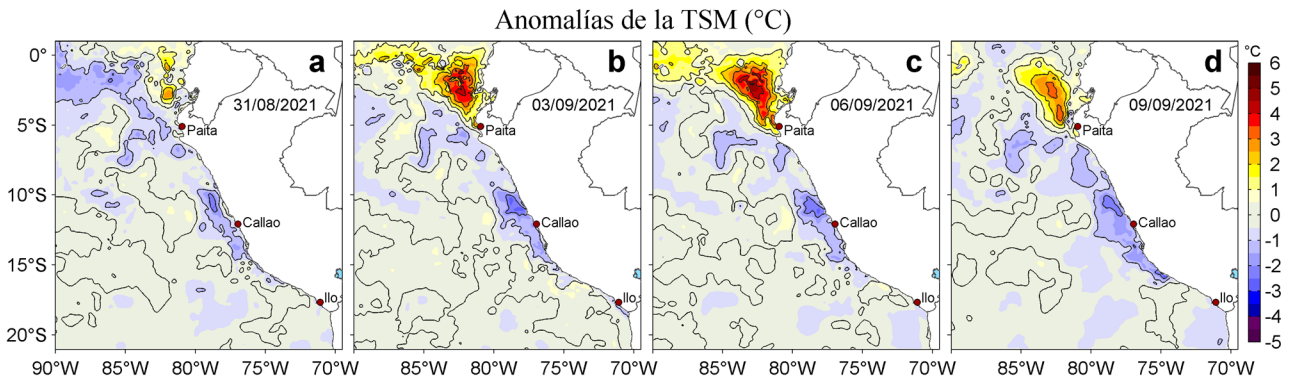 Anomalías de la TSM (°C)
a
31/08/2021
Paita
Callao
Ilo
b
03/09/2021
Paita
Callao
Ilo
c
06/09/2021
Paita
Callao
Ilo
d
09/09/2021
Paita
Callao
Ilo
0°
5°S
10°S
15°S
20°S
90°W 85°W 80°W 75°W 70°W
85°W 80°W 75°W 70°W
85°W 80°W 75°W 70°W
85°W 80°W 75°W 70°W
°C
6
5
4
3
2
1
0
-1
-2
-3
-4
-5